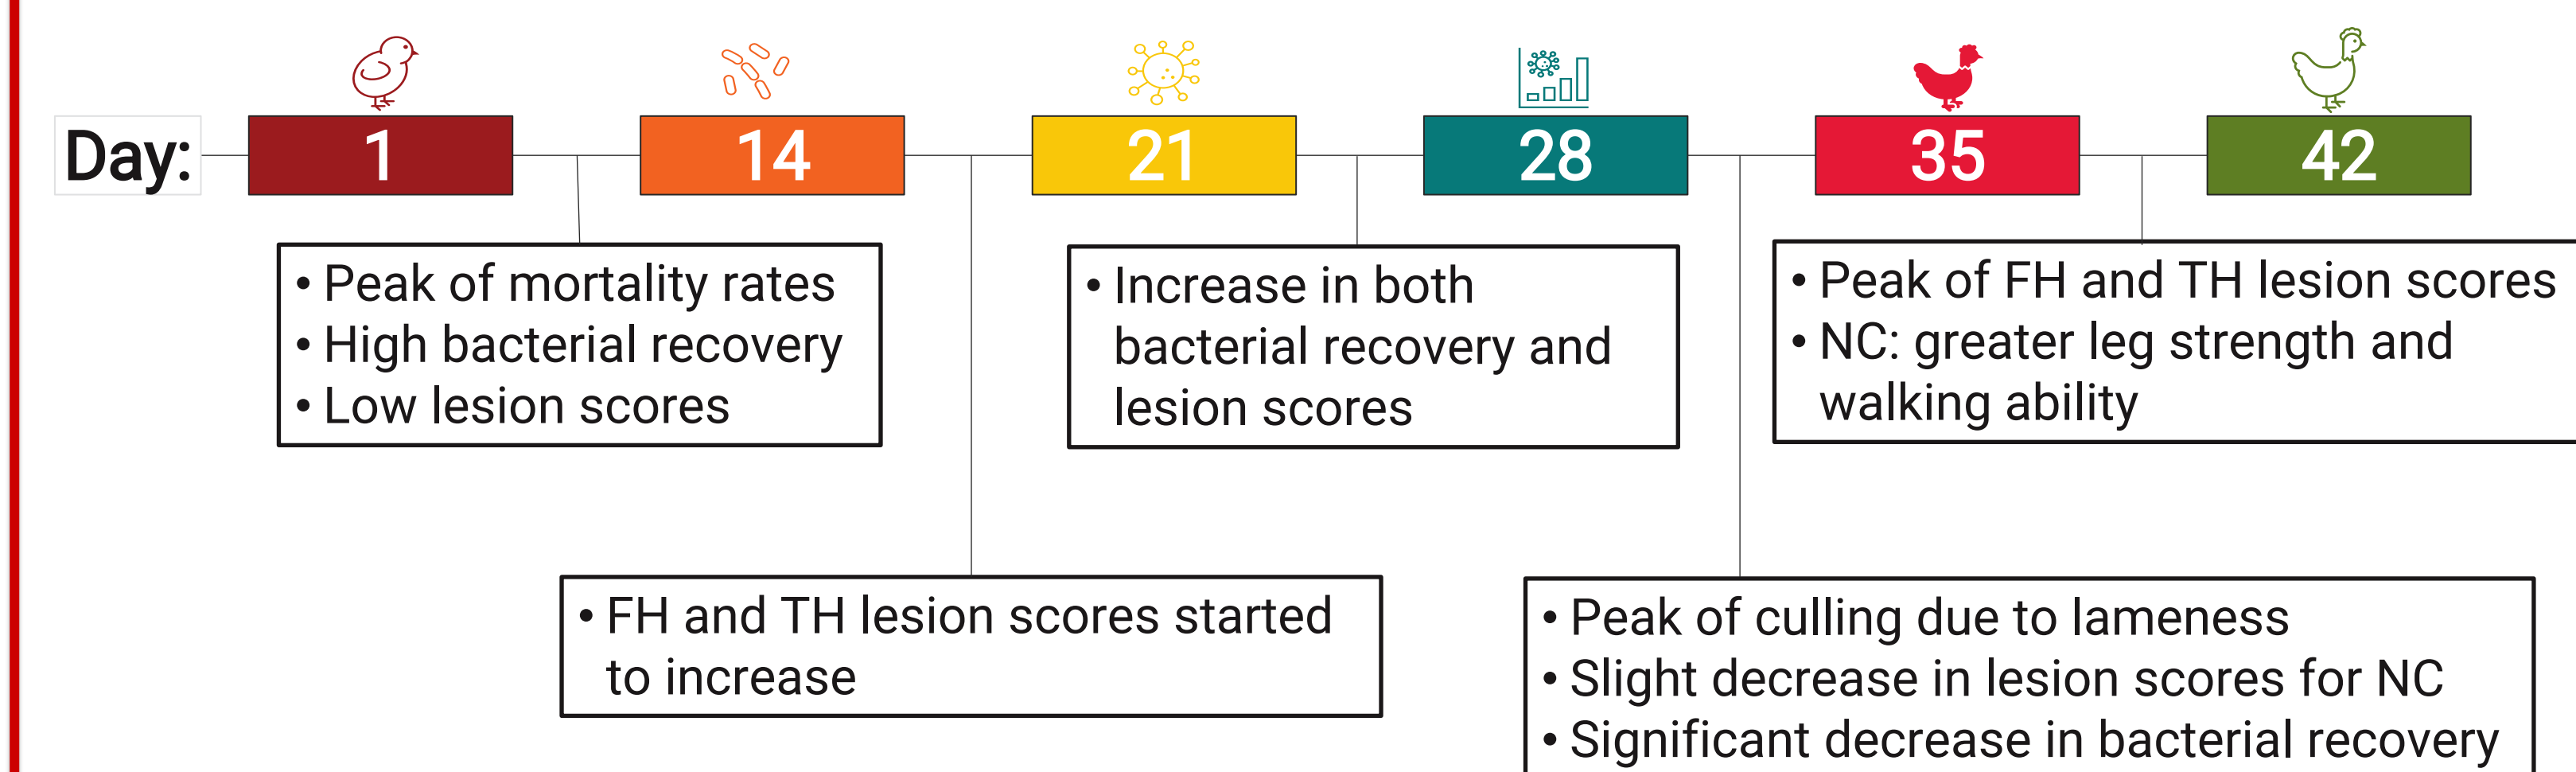 Day: 1 14 21 28 35 42
• Peak of mortality rates
• High bacterial recovery
• Low lesion scores
• FH and TH lesion scores started
to increase
• Increase in both
bacterial recovery and
lesion scores
• Peak of culling due to lameness
• Slight decrease in lesion scores for NC
• Significant decrease in bacterial recovery
• Peak of FH and TH lesion scores
• NC: greater leg strength and
walking ability